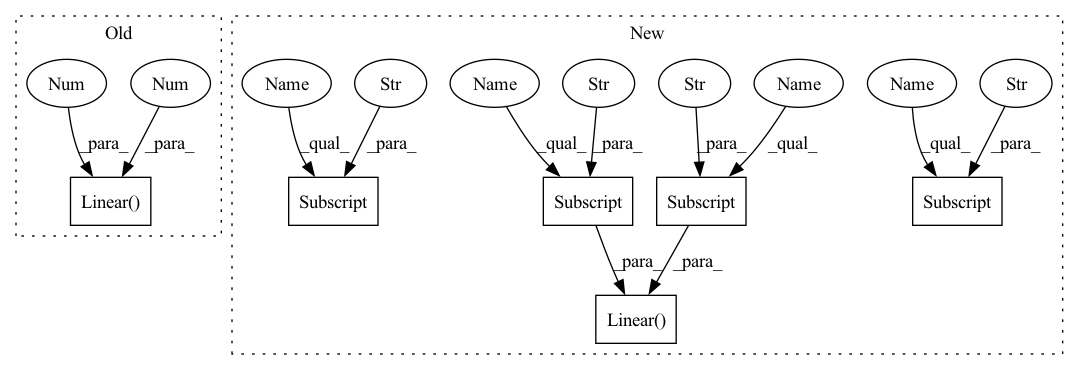 Old
New
Num
Num
Name
Str
Name
Str
Str
Name
Name
Str
_para_
_para_
_qual_
_para_
_qual_
_para_
_para_
_qual_
_qual_
_para_
Linear()
Subscript
Subscript
Subscript
Subscript
_para_
_para_
Linear()